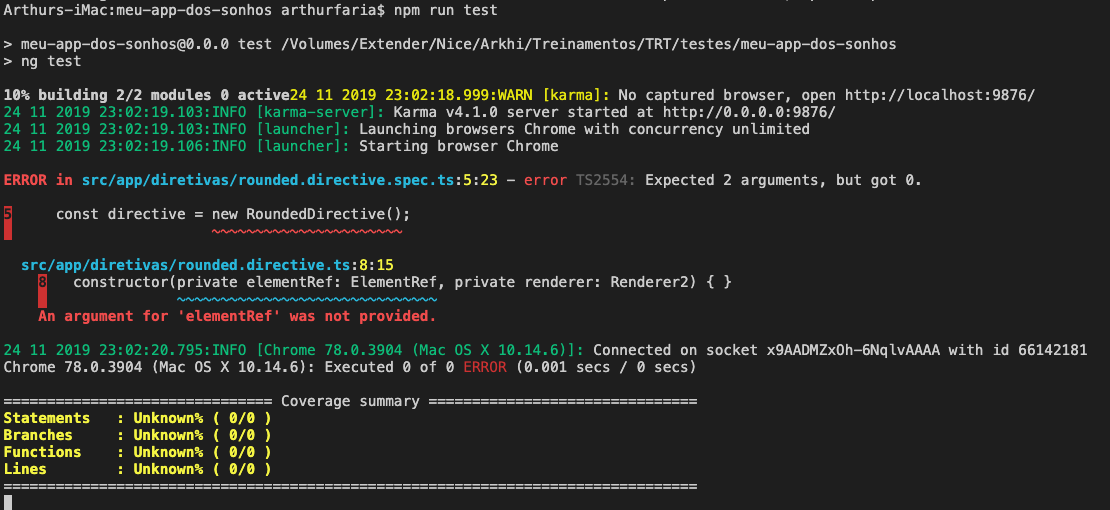 Arthurs-iMac:meu-app-dos-sonhos arthurfaria$ npm run test
> meu-app-dos-sonhos@0.0.0 test /Volumes/Extender/Nice/Arkhi/Treinamentos/TRT/testes/meu-app-dos-sonhos
> ng test
10% building 2/2 modules 0 active24 11 2019 23:02:18.999:WARN [karma]: No captured browser, open http://localhost:9876/
24 11 2019 23:02:19.103:INFO [karma-server]: Karma v4.1.0 server started at http://0.0.0.0:9876/
24 11 2019 23:02:19.103:INFO [launcher]: Launching browsers Chrome with concurrency unlimited
24 11 2019 23:02:19.106:INFO [launcher]: Starting browser Chrome
ERROR in src/app/diretivas/rounded.directive.spec.ts:5:23 - error TS2554: Expected 2 arguments, but got 0.
5     const directive = new RoundedDirective();
~~~~~~~~~~~~~~~~~~~~~~
src/app/diretivas/rounded.directive.ts:8:15
8   constructor(private elementRef: ElementRef, private renderer: Renderer2) { }
~~~~~~~~~~~~~~~~~~~~~~~~~~~~~~
An argument for 'elementRef' was not provided.
24 11 2019 23:02:20.795:INFO [Chrome 78.0.3904 (Mac OS X 10.14.6)]: Connected on socket x9AADMZxOh-6NqlvAAAA with id 66142181
Chrome 78.0.3904 (Mac OS X 10.14.6): Executed 0 of 0 ERROR (0.001 secs / 0 secs)
=============================== Coverage summary ===============================
Statements   : Unknown% ( 0/0 )
Branches     : Unknown% ( 0/0 )
Functions    : Unknown% ( 0/0 )
Lines        : Unknown% ( 0/0 )
================================================================================